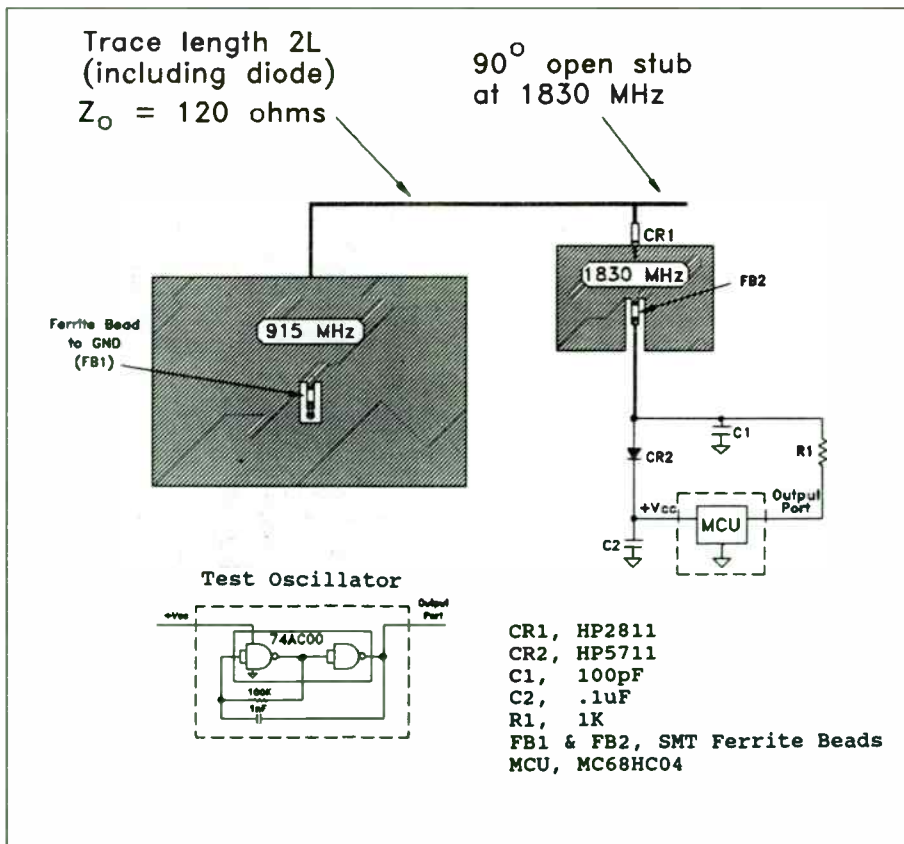 Trace length 2L
(including diode)
Zo = 120 ohms
90° open stub
at 1830 MHz
CR1
1830 MHz
FB2
915 MHz
Ferrite Bead
to GND
(FB1)
C1
R1
CR2
+Vcc
MCU
Output
Port
C2
Test Oscillator
+Vcc
Output
Port
74AC00
100K
1nF
CR1, HP2811
CR2, HP5711
C1, 100pF
C2, .1uF
R1, 1K
FB1 & FB2, SMT Ferrite Beads
MCU, MC68HC04